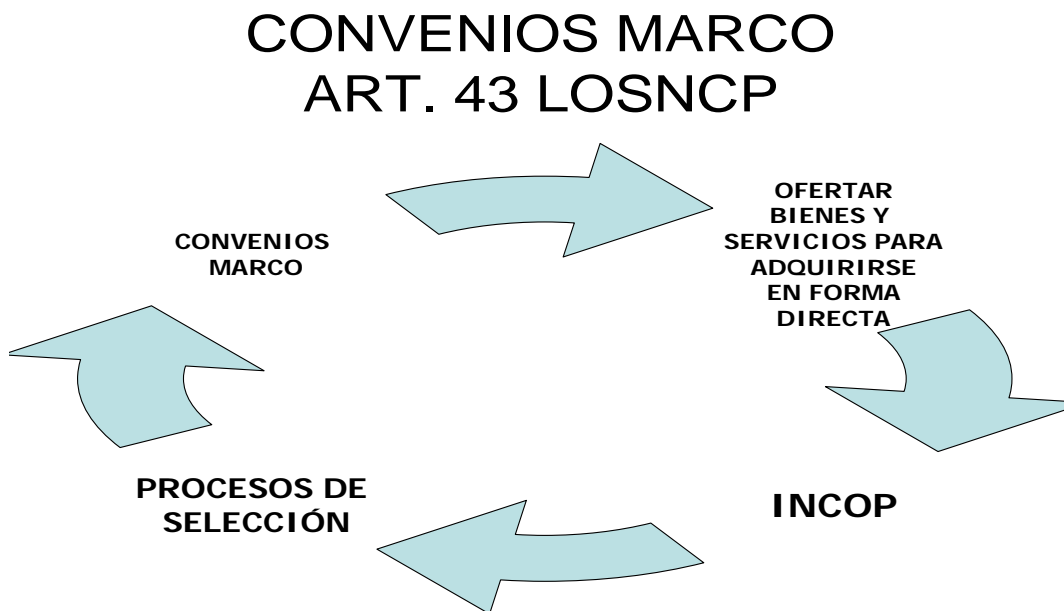 CONVENIOS MARCO
ART. 43 LOSNCP
CONVENIOS
MARCO
OFERTAR
BIENES Y
SERVICIOS PARA
ADQUIRIRSE
EN FORMA
DIRECTA
INCOP
PROCESOS DE
SELECCIÓN